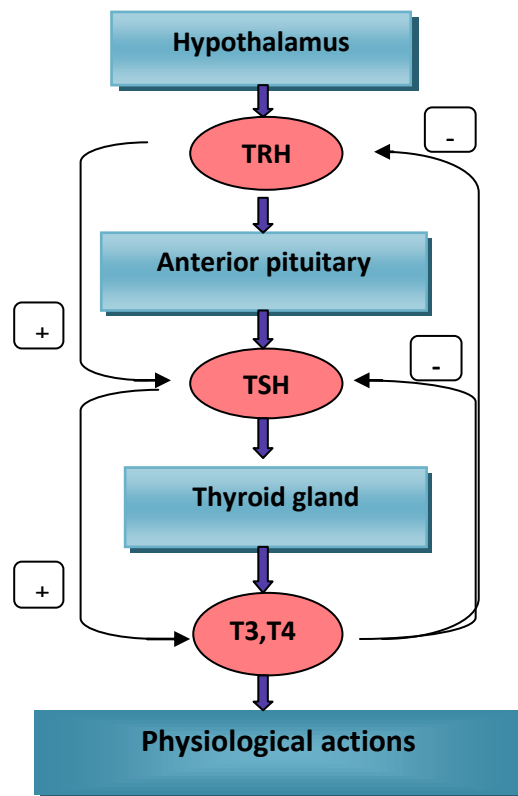 Hypothalamus
-
TRH
Anterior pituitary
+
-
TSH
Thyroid gland
+
T3,T4
Physiological actions